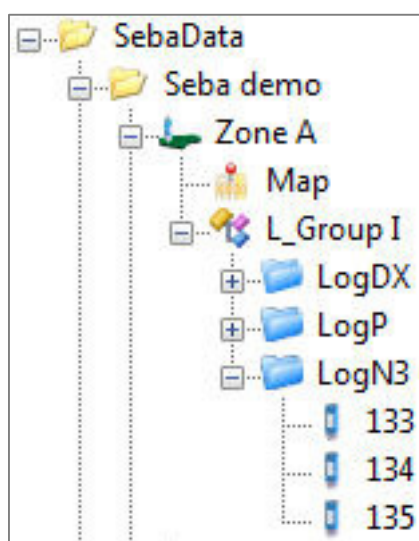 SebaData
Seba demo
Zone A
Map
L_Group I
LogDX
LogP
LogN3
133
134
135